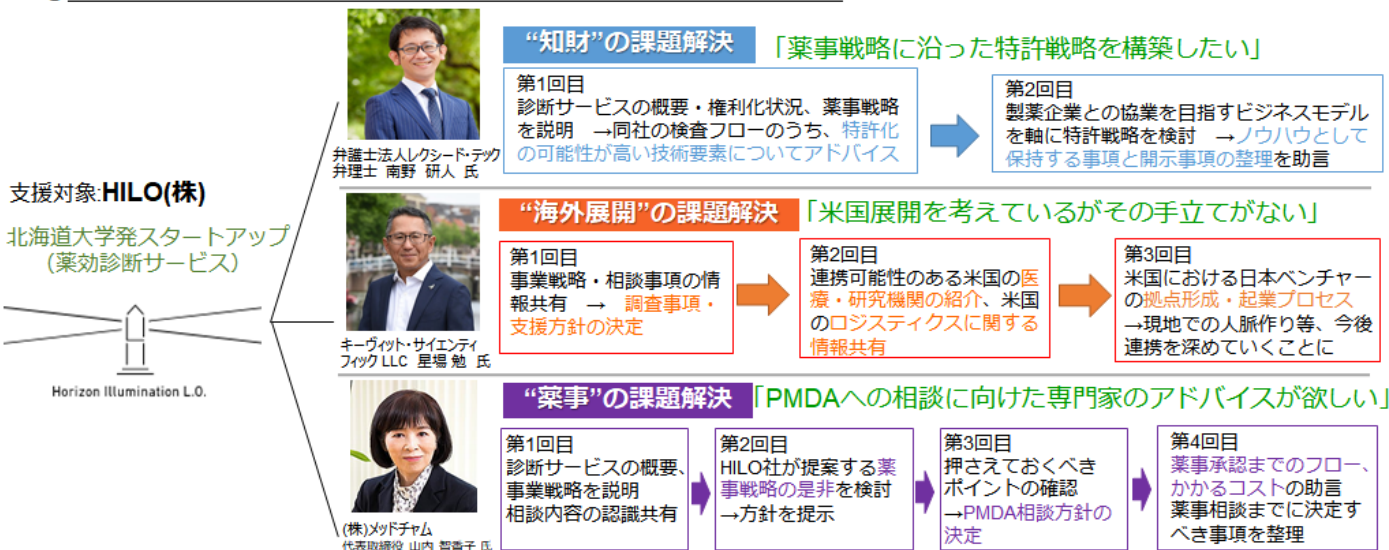 “知財”の課題解決
「薬事戦略に沿った特許戦略を構築したい」
第1回目
診断サービスの概要・権利化状況、薬事戦略
を説明 →同社の検査フローのうち、特許化
の可能性が高い技術要素についてアドバイス
第2回目
製薬企業との協業を目指すビジネスモデル
を軸に特許戦略を検討 →ノウハウとして
保持する事項と開示事項の整理を助言
弁護士法人レクシード・テック
弁理士 南野 研人 氏
支援対象:HILO(株)
北海道大学発スタートアップ
(薬効診断サービス)
Horizon Illumination L.O.
“海外展開”の課題解決
「米国展開を考えているがその手立てがない」
第1回目
事業戦略・相談事項の情
報共有 → 調査事項・
支援方針の決定
第2回目
連携可能性のある米国の医
療・研究機関の紹介、米国
のロジスティクスに関する
情報共有
第3回目
米国における日本ベンチャー
の拠点形成・起業プロセス
→現地での人脈作り等、今後
連携を深めていくことに
キーヴィット・サイエンティ
フィック LLC 星場 勉 氏
“薬事”の課題解決
「PMDAへの相談に向けた専門家のアドバイスが欲しい」
第1回目
診断サービスの概要、
事業戦略を説明
相談内容の認識共有
第2回目
HILO社が提案する薬
事戦略の是非を検討
→方針を提示
第3回目
押さえておくべき
ポイントの確認
→PMDA相談方針の
決定
第4回目
薬事承認までのフロー、
かかるコストの助言
薬事相談までに決定す
べき事項を整理
(株)メッドチャム
代表取締役 山内 智香子 氏